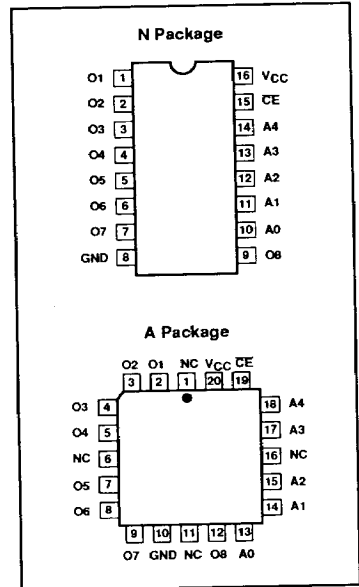 N Package
O1 1 16 VCC
O2 2 15 CE
O3 3 14 A4
O4 4 13 A3
O5 5 12 A2
O6 6 11 A1
O7 7 10 A0
GND 8 9 O8
A Package
O2 O1 NC VCC CE
3 2 1 20 19
O3 4 18 A4
O4 5 17 A3
NC 6 16 NC
O5 7 15 A2
O6 8 14 A1
9 10 11 12 13
O7 GND NC O8 A0